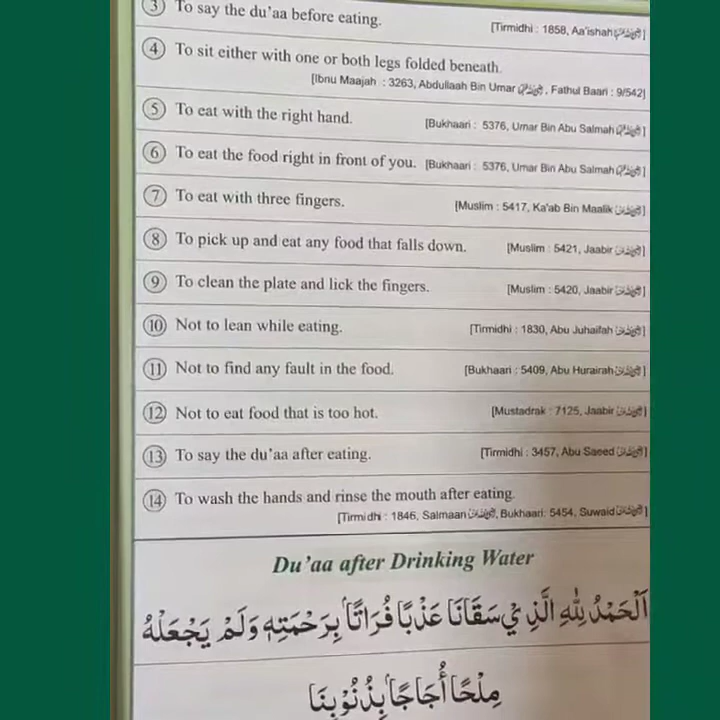 ③ To say the du’aa before eating. [Tirmidhi : 1858, Aa'ishah]
④ To sit either with one or both legs folded beneath.
[Ibnu Maajah : 3263, Abdullaah Bin Umar, Fathul Baari : 9/542]
⑤ To eat with the right hand. [Bukhaari : 5376, Umar Bin Abu Salmah]
⑥ To eat the food right in front of you. [Bukhaari : 5376, Umar Bin Abu Salmah]
⑦ To eat with three fingers. [Muslim : 5417, Ka'ab Bin Maalik]
⑧ To pick up and eat any food that falls down. [Muslim : 5421, Jaabir]
⑨ To clean the plate and lick the fingers. [Muslim : 5420, Jaabir]
⑩ Not to lean while eating. [Tirmidhi : 1830, Abu Juhaifah]
⑪ Not to find any fault in the food. [Bukhaari : 5409, Abu Hurairah]
⑫ Not to eat food that is too hot. [Mustadrak : 7125, Jaabir]
⑬ To say the du’aa after eating. [Tirmidhi : 3457, Abu Saeed]
⑭ To wash the hands and rinse the mouth after eating.
[Tirmidhi : 1846, Salmaan, Bukhaari: 5454, Suwaid]
Du’aa after Drinking Water
اَلْحَمْدُ لِلّٰهِ الَّذِيْ سَقَانَا عَذْبًا فُرَاتًا بِرَحْمَتِهٖ وَلَمْ يَجْعَلْهُ
مِلْحًا أُجَاجًا بِذُنُوْبِنَا